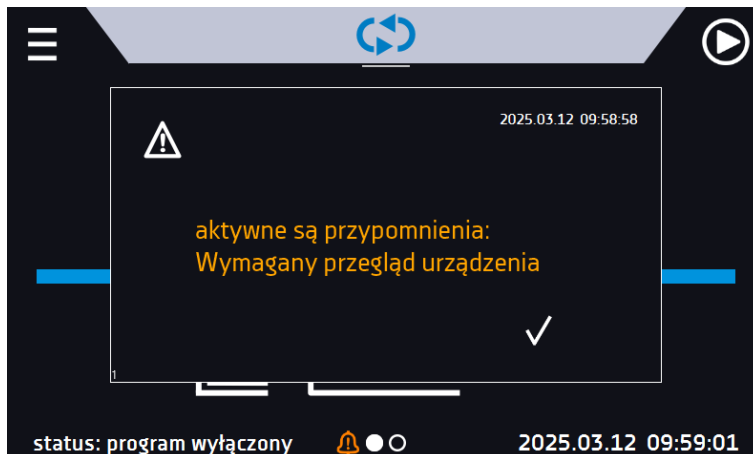 2025.03.12 09:58:58
aktywne są przypomnienia:
Wymagany przegląd urządzenia
1
status: program wyłączony
2025.03.12 09:59:01